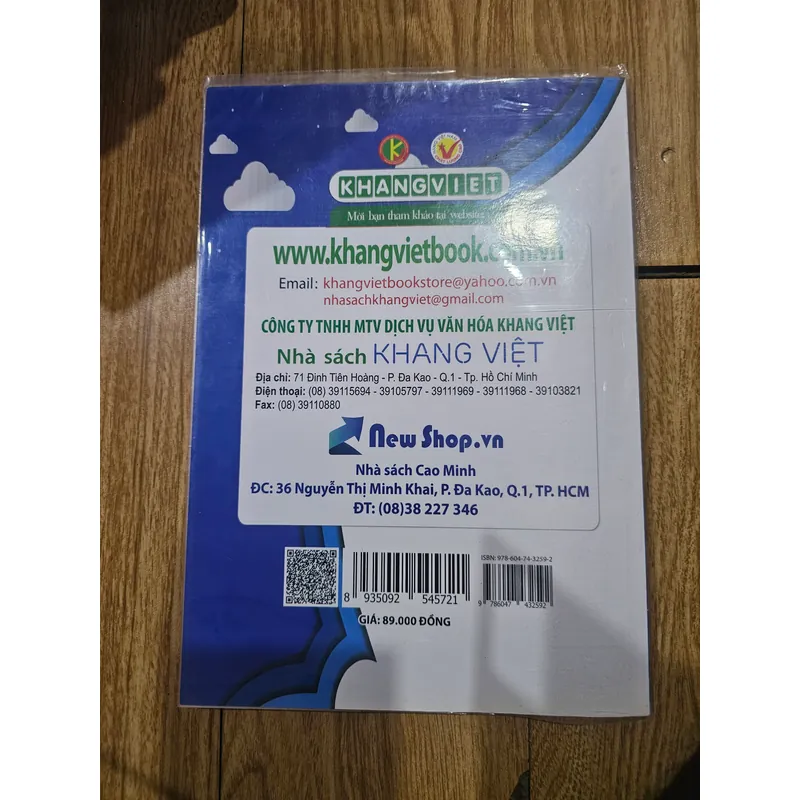 K
KHANG VIET
Mời bạn tham khảo tại website:
www.khangvietbook.com.vn
Email: khangvietbookstore@yahoo.com.vn
nhasachkhangviet@gmail.com
CÔNG TY TNHH MTV DỊCH VỤ VĂN HÓA KHANG VIỆT
Nhà sách KHANG VIỆT
Địa chỉ: 71 Đinh Tiên Hoàng - P. Đa Kao - Q.1 - Tp. Hồ Chí Minh
Điện thoại: (08) 39115694 - 39105797 - 39111969 - 39111968 - 39103821
Fax: (08) 39110880
New Shop.vn
Nhà sách Cao Minh
ĐC: 36 Nguyễn Thị Minh Khai, P. Đa Kao, Q.1, TP. HCM
ĐT: (08)38 227 346
ISBN: 978-604-74-3259-2
8 935092 545721
9 786047 432592
GIÁ: 89.000 ĐỒNG